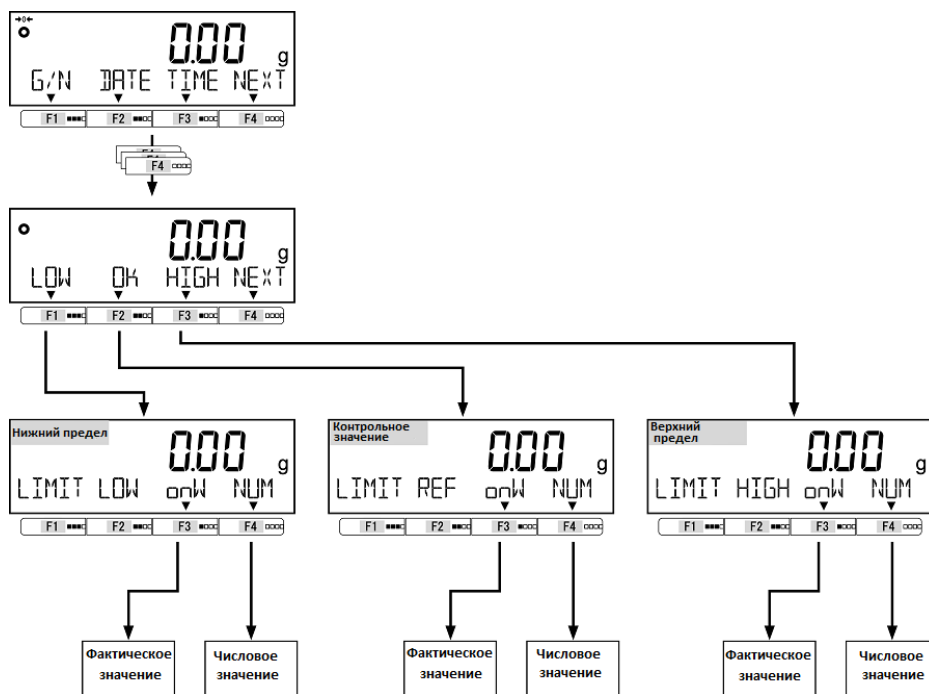 →0←
0.00 g
G/N DATE TIME NEXT
F1 F2 F3 F4
F4
0.00 g
LOW OK HIGH NEXT
F1 F2 F3 F4
Нижний предел
0.00 g
LIMIT LOW onW NUM
F1 F2 F3 F4
Контрольное
значение
0.00 g
LIMIT REF onW NUM
F1 F2 F3 F4
Верхний
предел
0.00 g
LIMIT HIGH onW NUM
F1 F2 F3 F4
Фактическое
значение
Числовое
значение
Фактическое
значение
Числовое
значение
Фактическое
значение
Числовое
значение